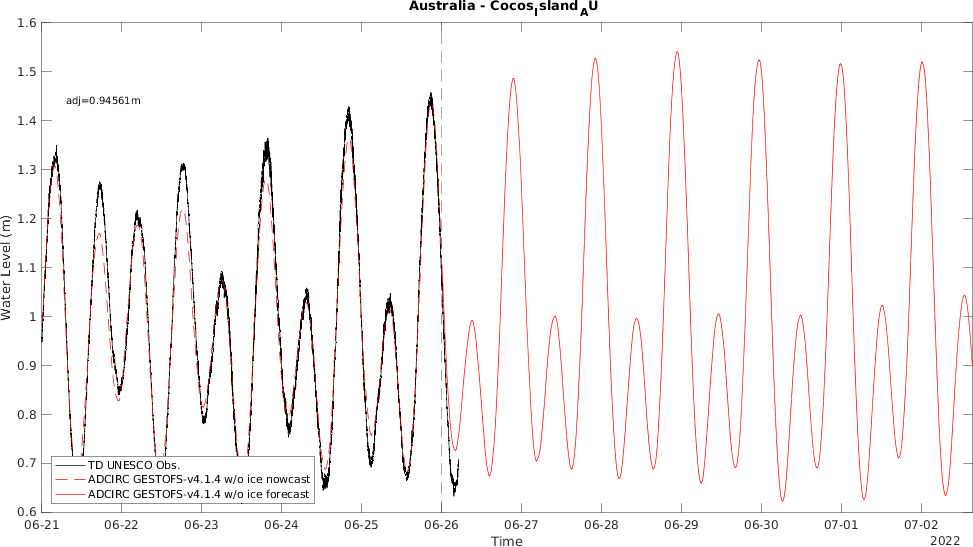 Australia - Cocos_Island_AU
1.6
1.5
1.4
1.3
1.2
1.1
1
0.9
0.8
0.7
0.6
Water Level (m)
adj=0.94561m
TD UNESCO Obs.
ADCIRC GESTOFS-v4.1.4 w/o ice nowcast
ADCIRC GESTOFS-v4.1.4 w/o ice forecast
06-21 06-22 06-23 06-24 06-25 06-26 06-27 06-28 06-29 06-30 07-01 07-02
Time
2022